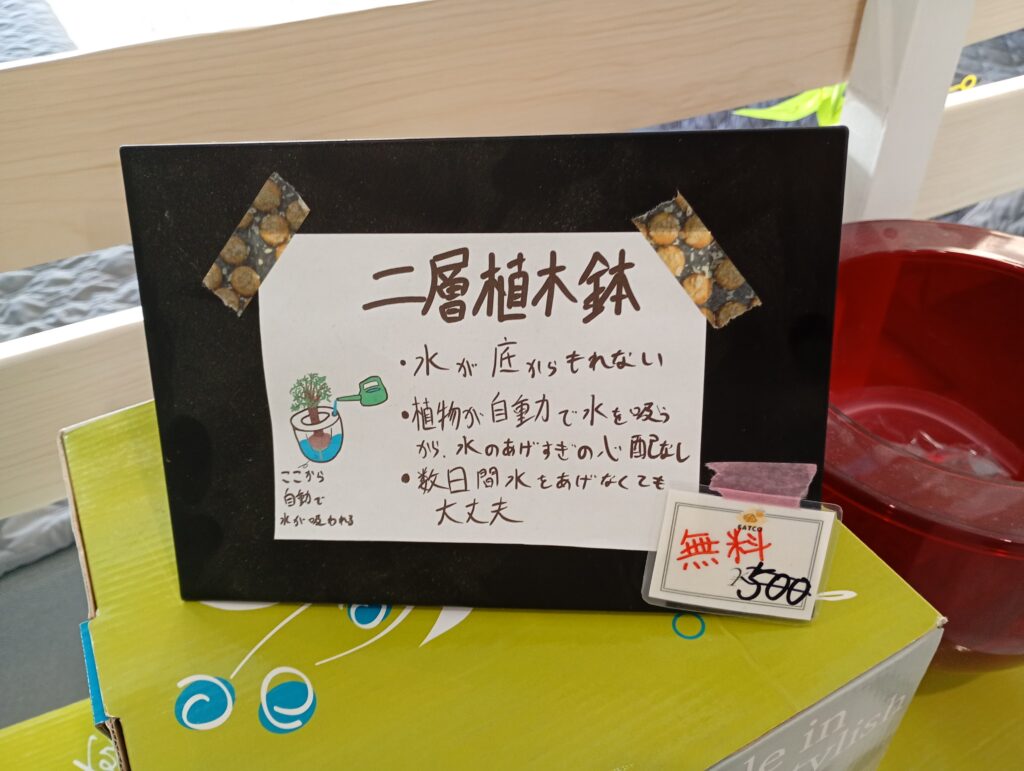 二層植木鉢
・水が底からもれない
・植物が自動力で水を吸う
から、水のあげすぎの心配なし
・数日間水をあげなくても
大丈夫
ここから
自動で
水が吸われる
EATCO
無料
500